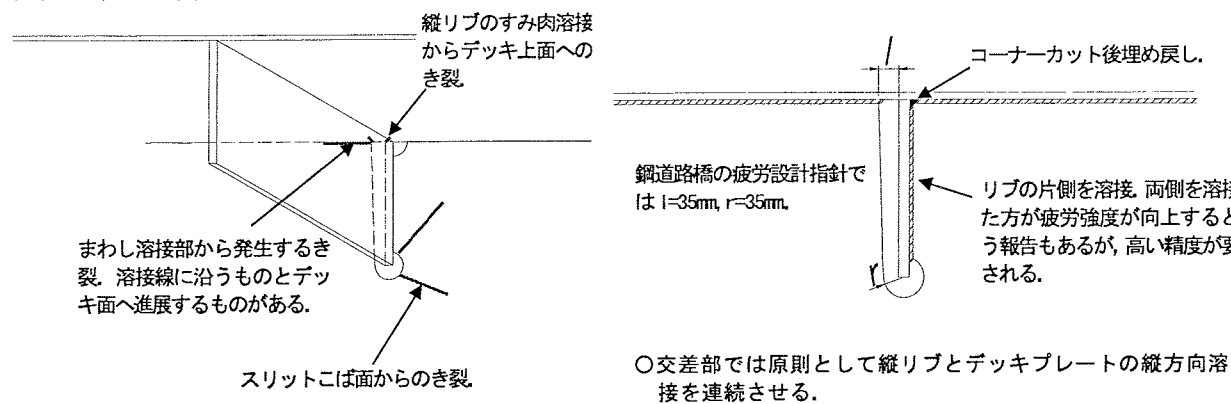 縦リブのすみ肉溶接
からデッキ上面への
き裂.
まわし溶接部から発生するき
裂. 溶接線に沿うものとデッ
キ面へ進展するものがある.
スリットこば面からのき裂.
l
コーナーカット後埋め戻し.
鋼道路橋の疲労設計指針で
は l=35mm, r=35mm.
リブの片側を溶接. 両側を溶接
た方が疲労強度が向上すると
う報告もあるが, 高い精度が要
される.
r
○交差部では原則として縦リブとデッキプレートの縦方向溶
接を連続させる.